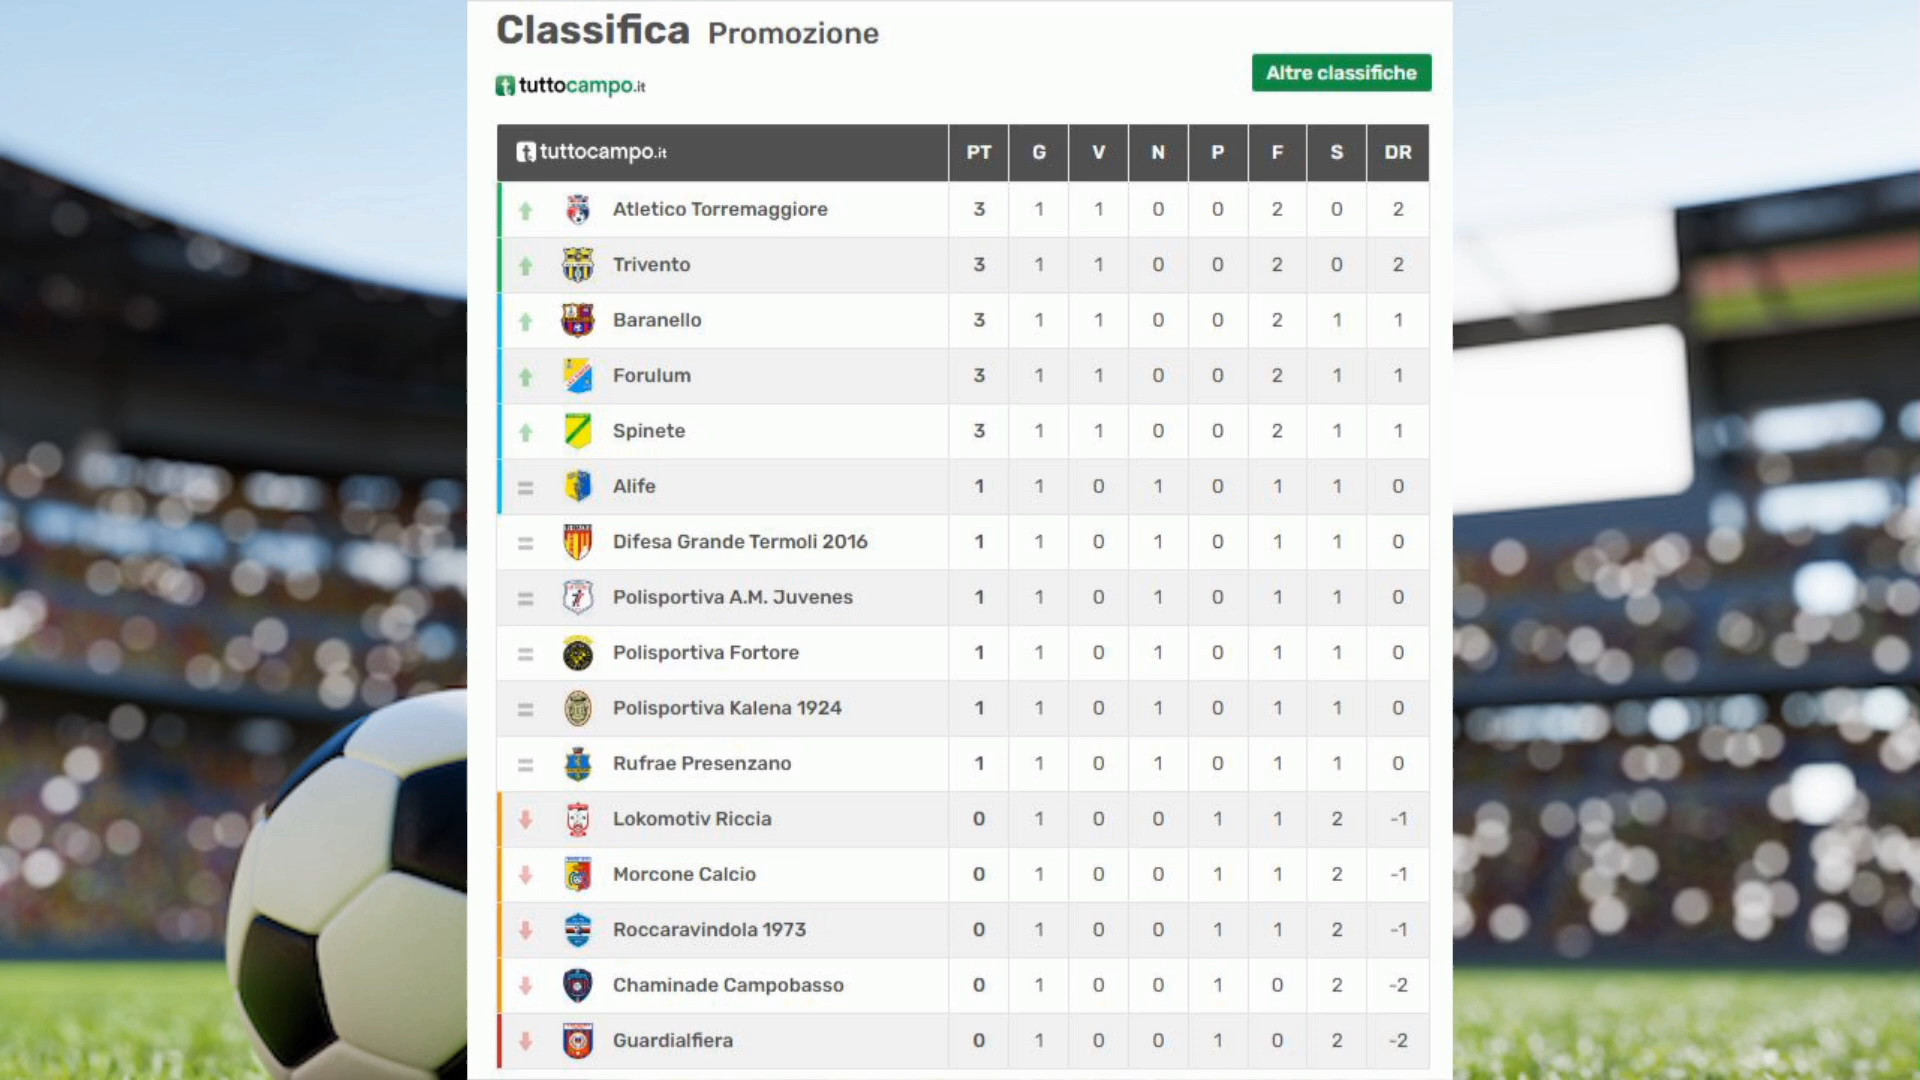 Classifica Promozione
Altre classifiche
tuttocampo.it
tuttocampo.it PT G V N P F S DR
Atletico Torremaggiore 3 1 1 0 0 2 0 2
Trivento 3 1 1 0 0 2 0 2
Baranello 3 1 1 0 0 2 1 1
Forulum 3 1 1 0 0 2 1 1
Spinete 3 1 1 0 0 2 1 1
Alife 1 1 0 1 0 1 1 0
Difesa Grande Termoli 2016 1 1 0 1 0 1 1 0
Polisportiva A.M. Juvenes 1 1 0 1 0 1 1 0
Polisportiva Fortore 1 1 0 1 0 1 1 0
Polisportiva Kalena 1924 1 1 0 1 0 1 1 0
Rufrae Presenzano 1 1 0 1 0 1 1 0
Lokomotiv Riccia 0 1 0 0 1 1 2 -1
Morcone Calcio 0 1 0 0 1 1 2 -1
Roccaravindola 1973 0 1 0 0 1 1 2 -1
Chaminade Campobasso 0 1 0 0 1 0 2 -2
Guardialfiera 0 1 0 0 1 0 2 -2